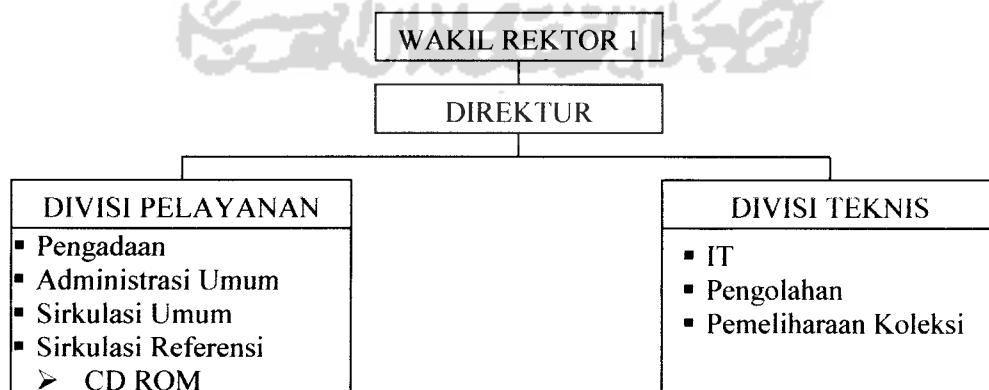 WAKIL REKTOR 1
DIREKTUR
DIVISI PELAYANAN
▪ Pengadaan
▪ Administrasi Umum
▪ Sirkulasi Umum
▪ Sirkulasi Referensi
➢ CD ROM
DIVISI TEKNIS
▪ IT
▪ Pengolahan
▪ Pemeliharaan Koleksi